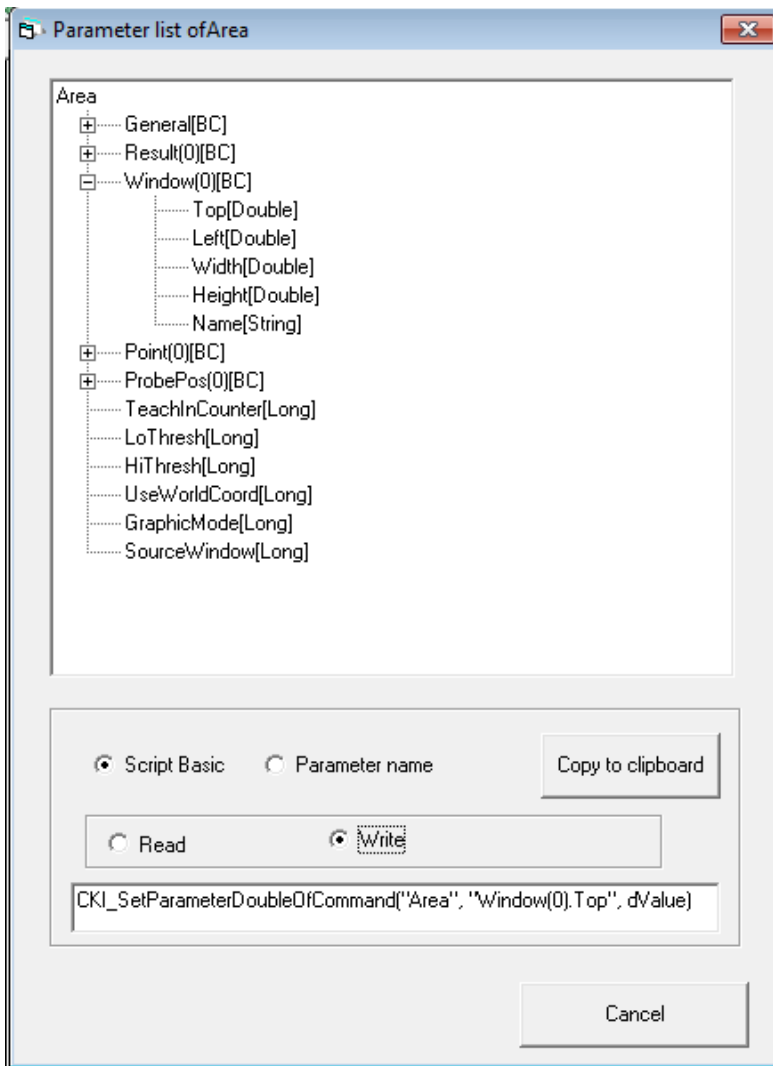 Parameter list ofArea
Area
General[BC]
Result(0)[BC]
Window(0)[BC]
Top[Double]
Left[Double]
Width[Double]
Height[Double]
Name[String]
Point(0)[BC]
ProbePos(0)[BC]
TeachInCounter[Long]
LoThresh[Long]
HiThresh[Long]
UseWorldCoord[Long]
GraphicMode[Long]
SourceWindow[Long]
Script Basic Parameter name Copy to clipboard
Read Write
CKI_SetParameterDoubleOfCommand("Area", "Window(0).Top", dValue)
Cancel